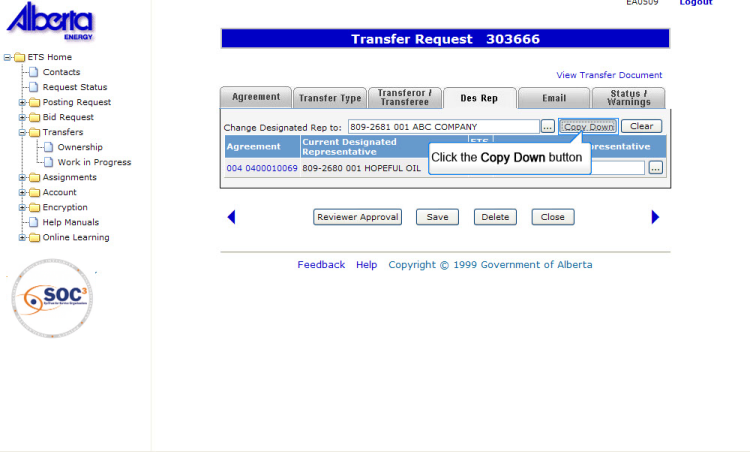 Alberta
ENERGY
EA0509 Logout
ETS Home
Contacts
Request Status
Posting Request
Bid Request
Transfers
Ownership
Work in Progress
Assignments
Account
Encryption
Help Manuals
Online Learning
SOC3
Transfer Request 303666
View Transfer Document
Agreement
Transfer Type
Transferor /
Transferee
Des Rep
Email
Status /
Warnings
Change Designated Rep to: 809-2681 001 ABC COMPANY ... Copy Down Clear
Agreement
Current Designated
Representative
ETS
resentative
Click the Copy Down button
004 0400010069 809-2680 001 HOPEFUL OIL ...
Reviewer Approval Save Delete Close
Feedback Help Copyright © 1999 Government of Alberta